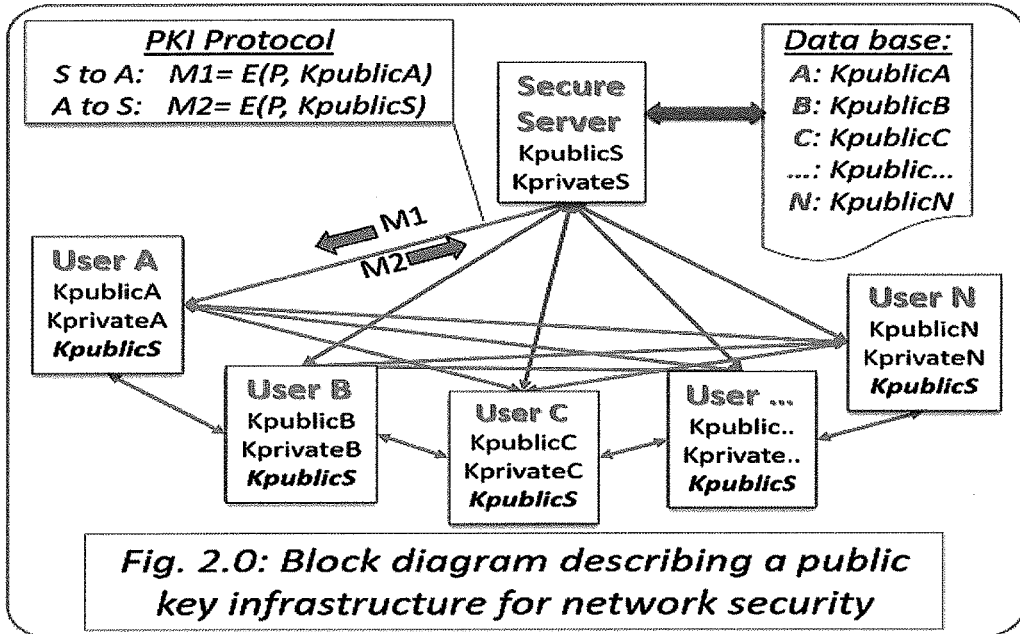 PKI Protocol
S to A: M1= E(P, KpublicA)
A to S: M2= E(P, KpublicS)
Secure
Server
KpublicS
KprivateS
Data base:
A: KpublicA
B: KpublicB
C: KpublicC
...: Kpublic...
N: KpublicN
M1
M2
User A
KpublicA
KprivateA
KpublicS
User B
KpublicB
KprivateB
KpublicS
User C
KpublicC
KprivateC
KpublicS
User ...
Kpublic..
Kprivate..
KpublicS
User N
KpublicN
KprivateN
KpublicS
Fig. 2.0: Block diagram describing a public
key infrastructure for network security